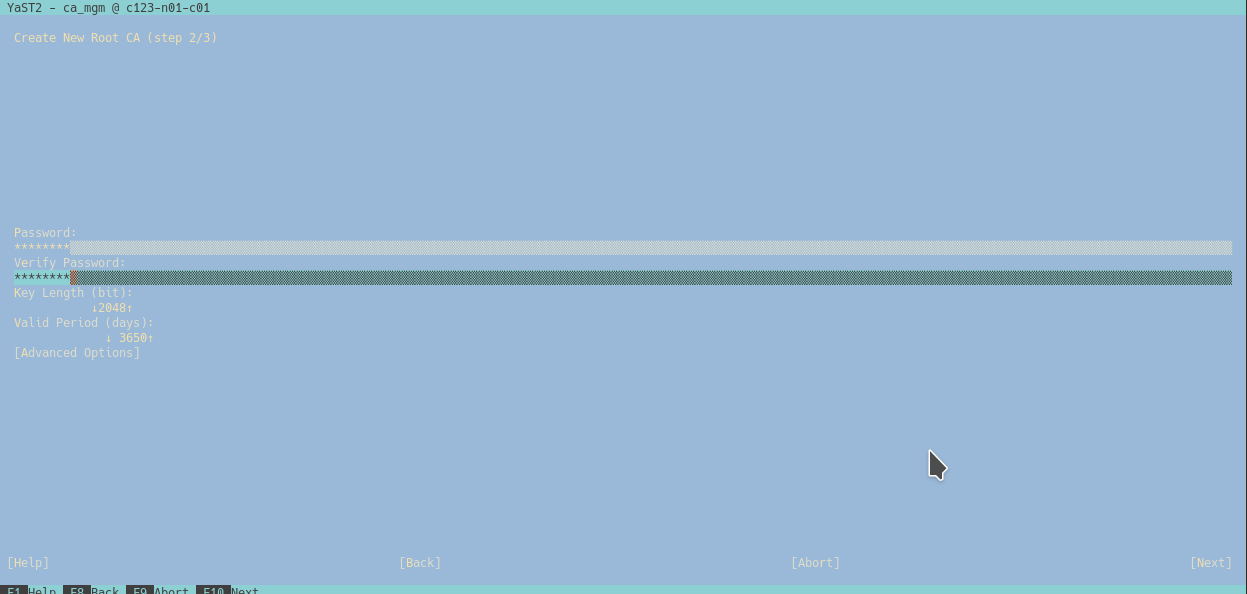 YaST2 - ca_mgm @ c123-n01-c01
Create New Root CA (step 2/3)
Password:
********
Verify Password:
********
Key Length (bit):
↓2048↑
Valid Period (days):
↓ 3650↑
[Advanced Options]
[Help] [Back] [Abort] [Next]
F1 Help F8 Back F9 Abort F10 Next